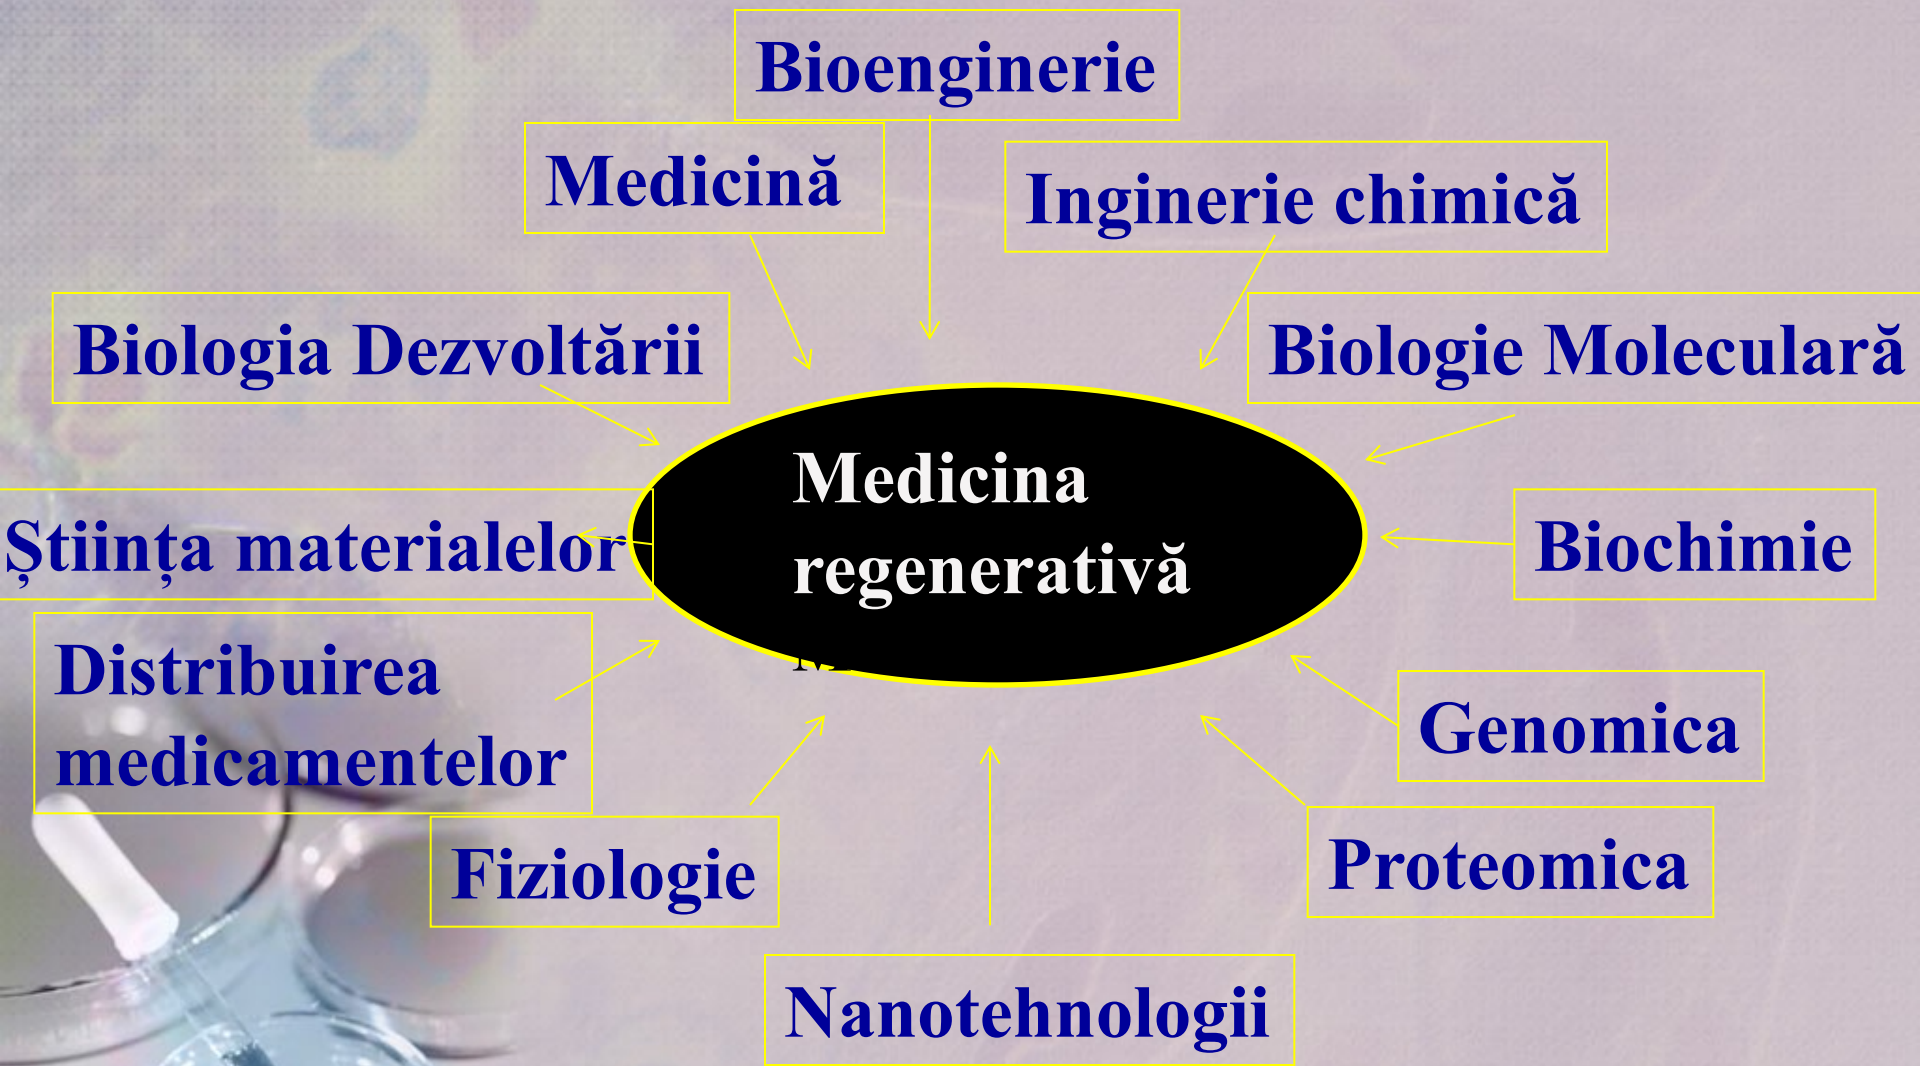 Bioenginerie
Medicină
Inginerie chimică
Biologia Dezvoltării
Biologie Moleculară
Medicina
regenerativă
Știința materialelor
Biochimie
Distribuirea
medicamentelor
Genomica
Fiziologie
Proteomica
Nanotehnologii